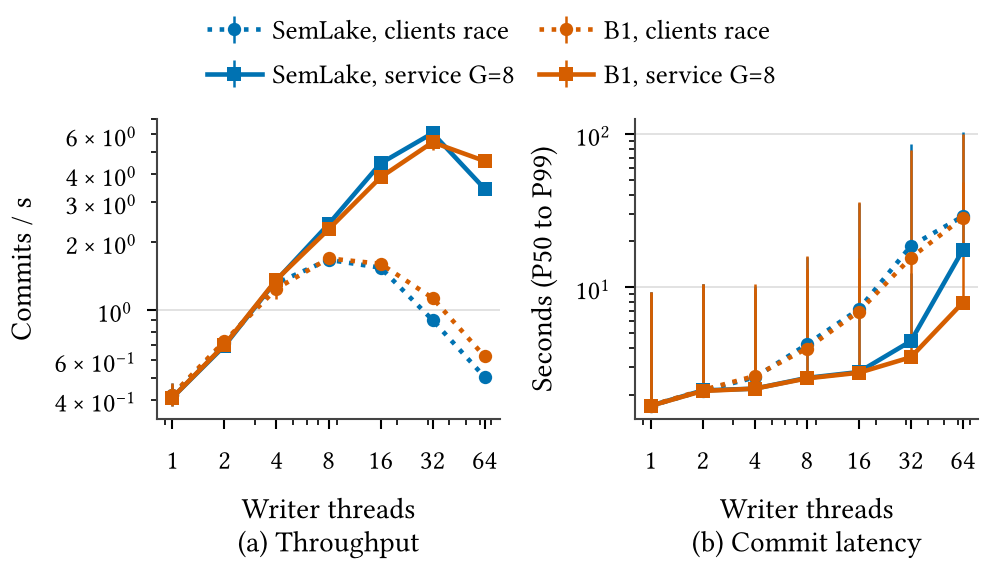 SemLake, clients race
B1, clients race
SemLake, service G=8
B1, service G=8
Commits / s
6 × 10⁰
4 × 10⁰
3 × 10⁰
2 × 10⁰
10⁰
6 × 10⁻¹
4 × 10⁻¹
1 2 4 8 16 32 64
Writer threads
(a) Throughput
Seconds (P50 to P99)
10²
10¹
1 2 4 8 16 32 64
Writer threads
(b) Commit latency